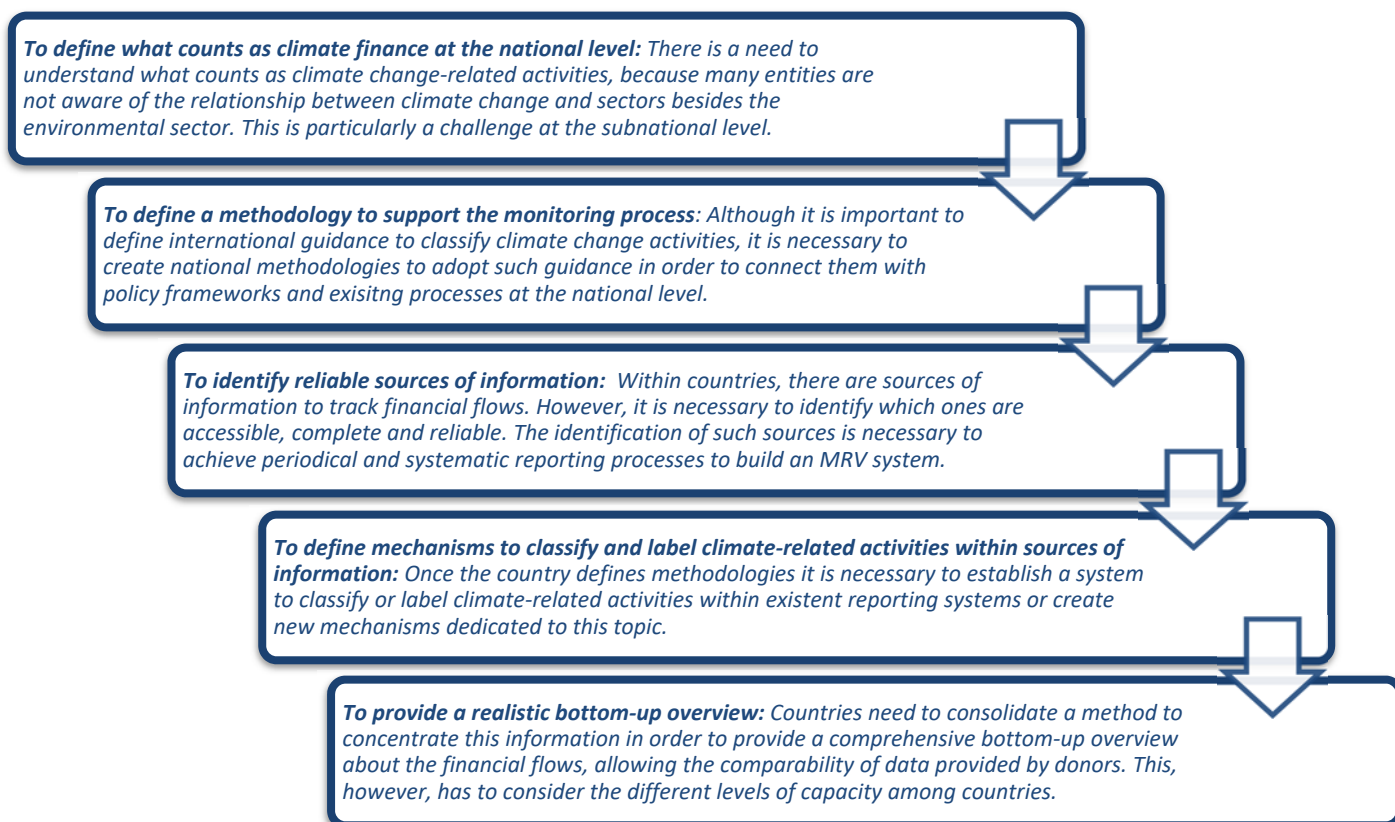 To define what counts as climate finance at the national level: There is a need to
understand what counts as climate change-related activities, because many entities are
not aware of the relationship between climate change and sectors besides the
environmental sector. This is particularly a challenge at the subnational level.
To define a methodology to support the monitoring process: Although it is important to
define international guidance to classify climate change activities, it is necessary to
create national methodologies to adopt such guidance in order to connect them with
policy frameworks and exisitng processes at the national level.
To identify reliable sources of information: Within countries, there are sources of
information to track financial flows. However, it is necessary to identify which ones are
accessible, complete and reliable. The identification of such sources is necessary to
achieve periodical and systematic reporting processes to build an MRV system.
To define mechanisms to classify and label climate-related activities within sources of
information: Once the country defines methodologies it is necessary to establish a system
to classify or label climate-related activities within existent reporting systems or create
new mechanisms dedicated to this topic.
To provide a realistic bottom-up overview: Countries need to consolidate a method to
concentrate this information in order to provide a comprehensive bottom-up overview
about the financial flows, allowing the comparability of data provided by donors. This,
however, has to consider the different levels of capacity among countries.